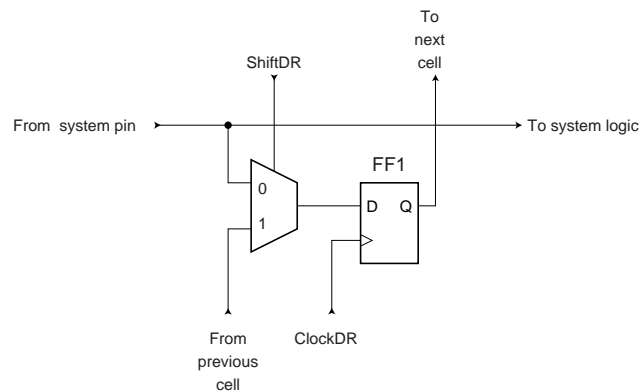 To
next
cell
ShiftDR
From system pin
To system logic
FF1
0
1
D Q
From
previous
cell
ClockDR